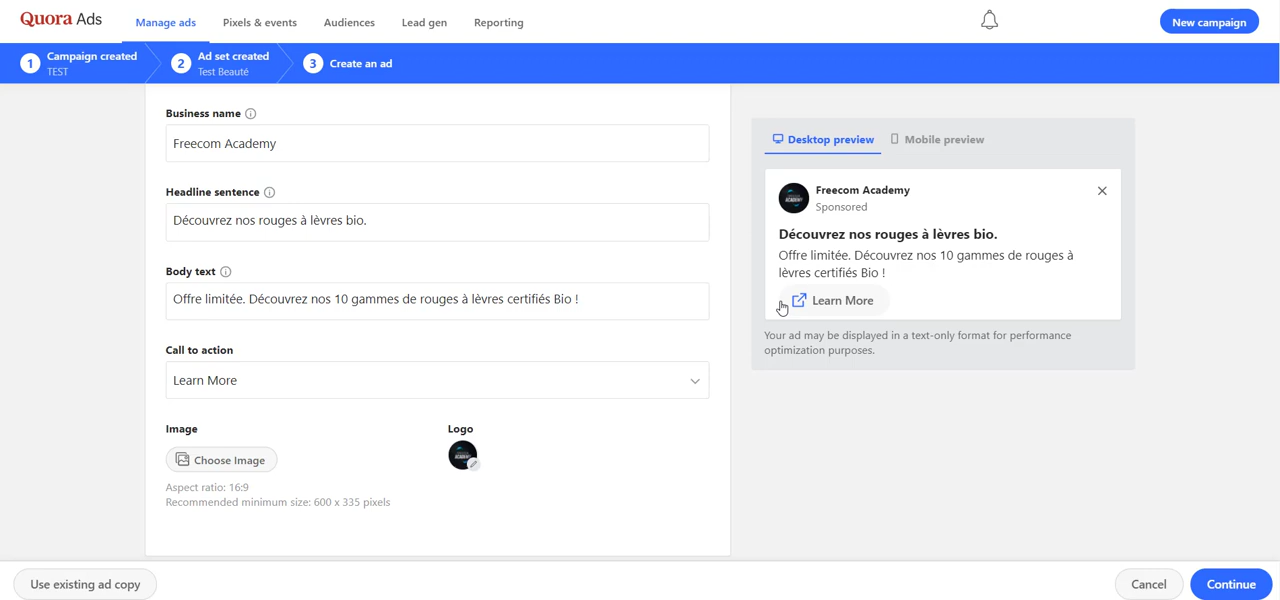 Quora Ads
Manage ads
Pixels & events
Audiences
Lead gen
Reporting
New campaign
1 Campaign created
TEST
2 Ad set created
Test Beauté
3 Create an ad
Business name
Freecom Academy
Headline sentence
Découvrez nos rouges à lèvres bio.
Body text
Offre limitée. Découvrez nos 10 gammes de rouges à lèvres certifiés Bio !
Call to action
Learn More
Image
Choose Image
Aspect ratio: 16:9
Recommended minimum size: 600 x 335 pixels
Logo
ACADEMY
Desktop preview
Mobile preview
ACADEMY
Freecom Academy
Sponsored
Découvrez nos rouges à lèvres bio.
Offre limitée. Découvrez nos 10 gammes de rouges à
lèvres certifiés Bio !
Learn More
Your ad may be displayed in a text-only format for performance
optimization purposes.
Use existing ad copy
Cancel
Continue